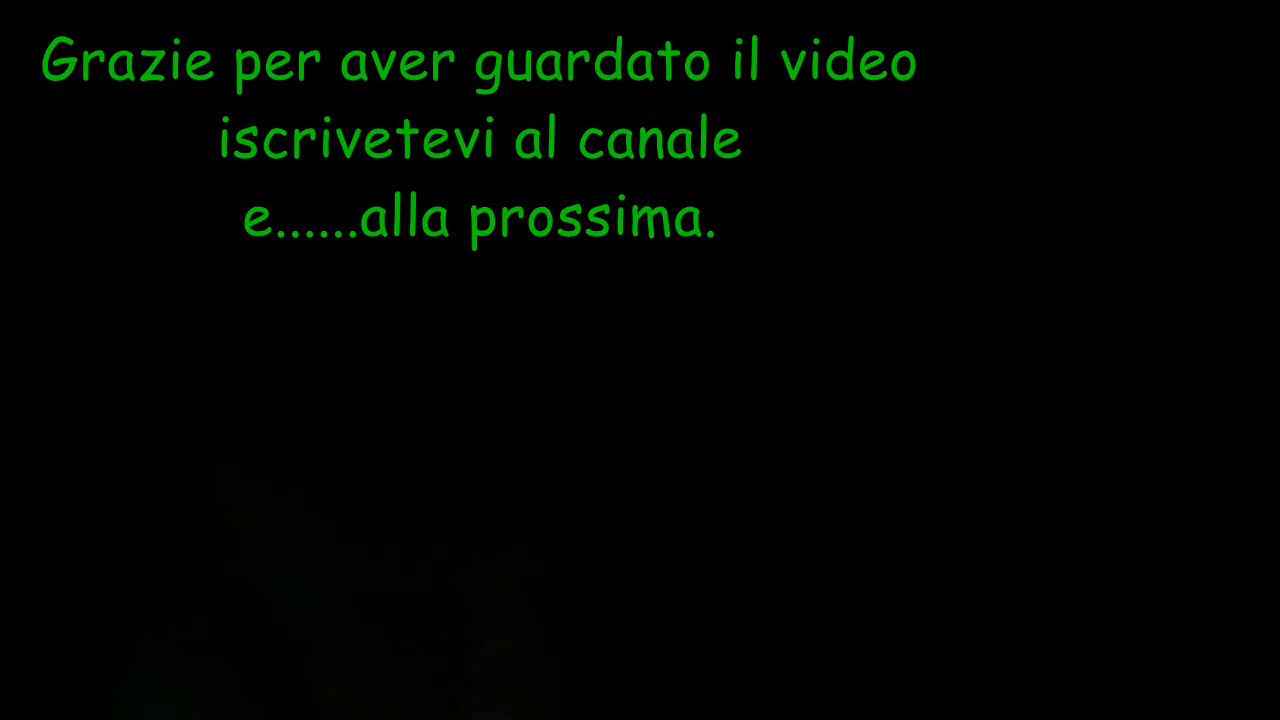 Grazie per aver guardato il video
iscrivetevi al canale
e......alla prossima.